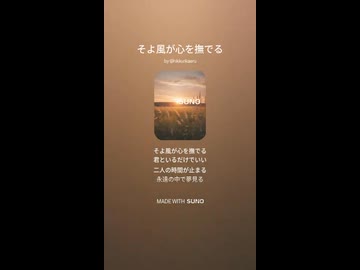 そよ風が心を撫でる
SUNO
そよ風が心を撫でる
君といるだけでいい
二人の時間が止まる
永遠の中で夢見る
MADE WITH SUNO